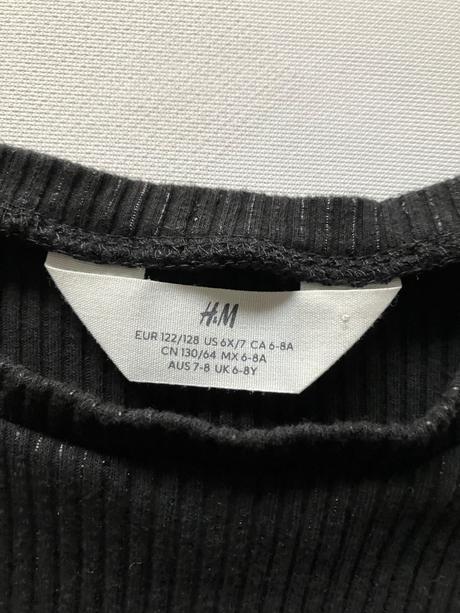 H&M
EUR 122/128 US 6X/7 CA 6-8A
CN 130/64 MX 6-8A
AUS 7-8 UK 6-8Y